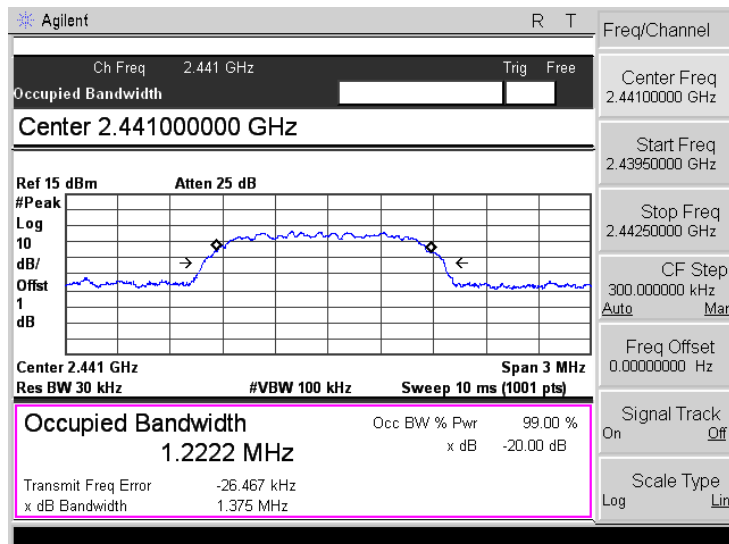 Agilent R T
Ch Freq 2.441 GHz Trig Free
Occupied Bandwidth
Center 2.441000000 GHz
Ref 15 dBm Atten 25 dB
#Peak
Log
10
dB/
Offst
1
dB
Center 2.441 GHz Span 3 MHz
Res BW 30 kHz #VBW 100 kHz Sweep 10 ms (1001 pts)
Occupied Bandwidth Occ BW % Pwr 99.00 %
1.2222 MHz x dB -20.00 dB
Transmit Freq Error -26.467 kHz
x dB Bandwidth 1.375 MHz
Freq/Channel
Center Freq
2.44100000 GHz
Start Freq
2.43950000 GHz
Stop Freq
2.44250000 GHz
CF Step
300.000000 kHz
Auto Mar
Freq Offset
0.00000000 Hz
Signal Track
On Off
Scale Type
Log Lin